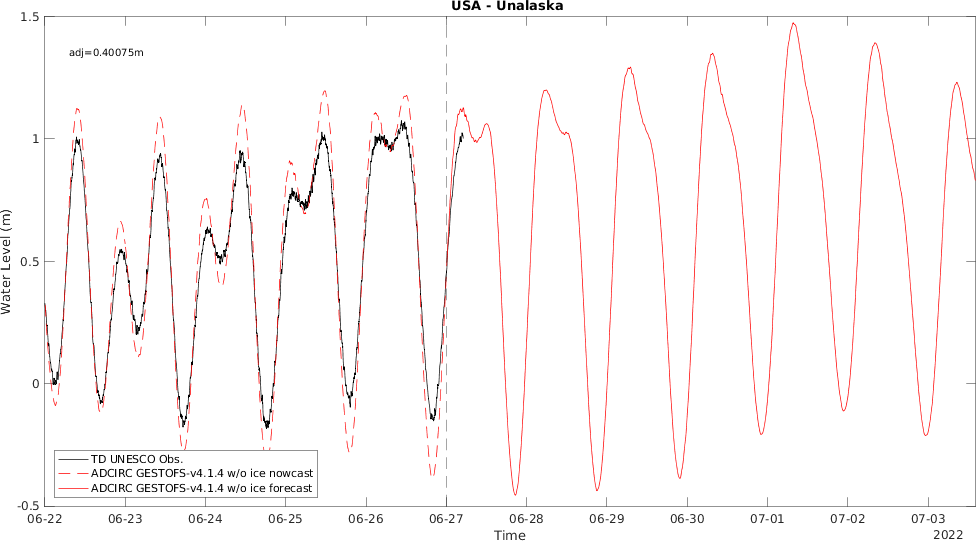 USA - Unalaska
adj=0.40075m
1.5
1
0.5
0
-0.5
Water Level (m)
TD UNESCO Obs.
ADCIRC GESTOFS-v4.1.4 w/o ice nowcast
ADCIRC GESTOFS-v4.1.4 w/o ice forecast
06-22 06-23 06-24 06-25 06-26 06-27 06-28 06-29 06-30 07-01 07-02 07-03
Time
2022